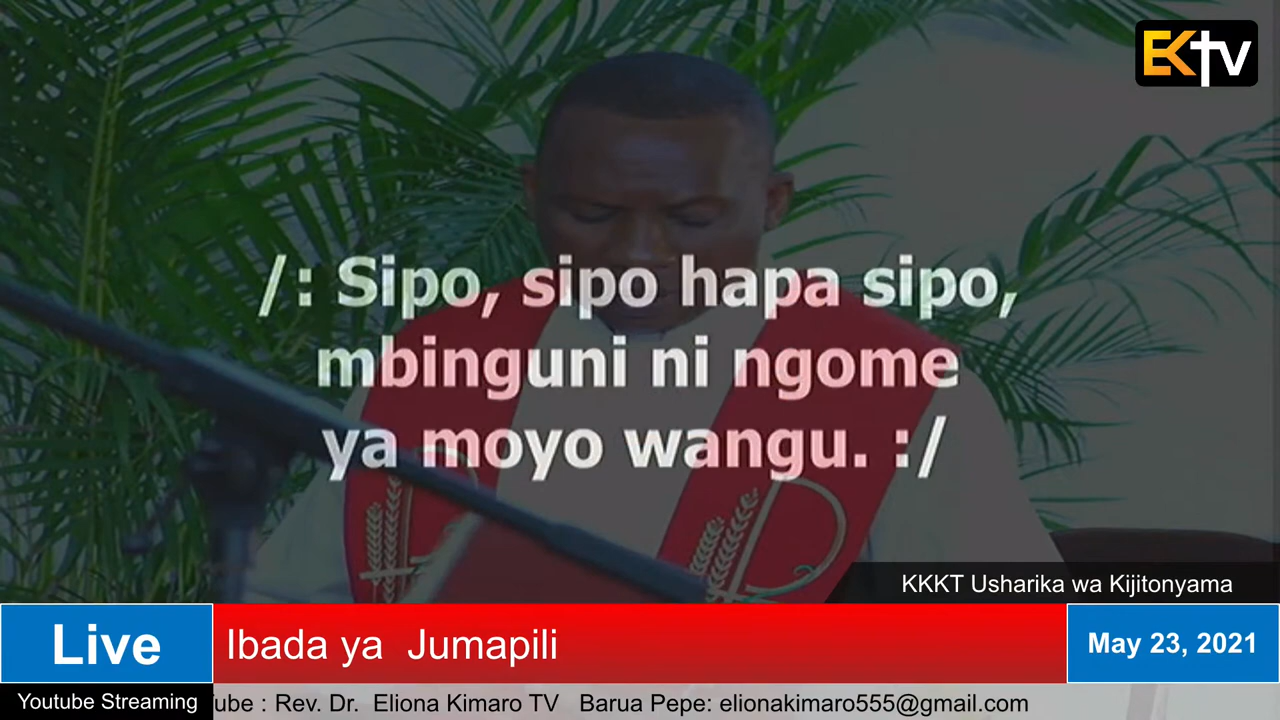 EKtv
/: Sipo, sipo hapa sipo,
mbinguni ni ngome
ya moyo wangu. :/
KKKT Usharika wa Kijitonyama
Live
Ibada ya Jumapili
May 23, 2021
Youtube Streaming
ube : Rev. Dr. Eliona Kimaro TV Barua Pepe: elionakimaro555@gmail.com